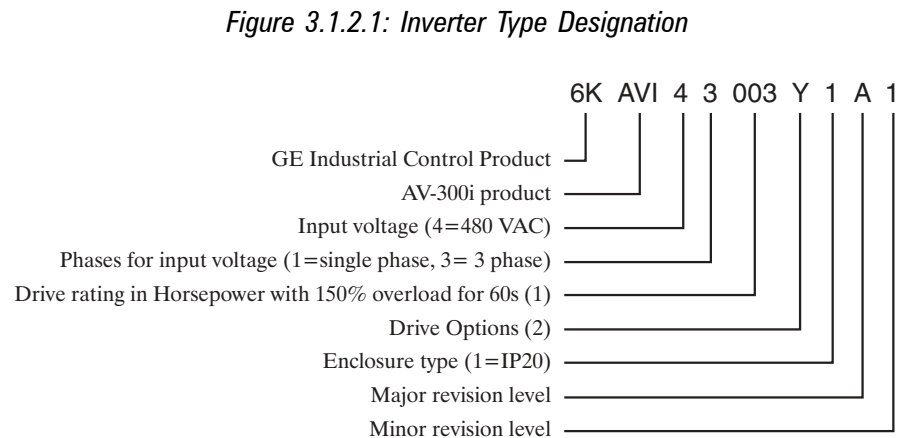 Figure 3.1.2.1: Inverter Type Designation
6K AVI 4 3 003 Y 1 A 1
GE Industrial Control Product
AV-300i product
Input voltage (4=480 VAC)
Phases for input voltage (1=single phase, 3= 3 phase)
Drive rating in Horsepower with 150% overload for 60s (1)
Drive Options (2)
Enclosure type (1=IP20)
Major revision level
Minor revision level